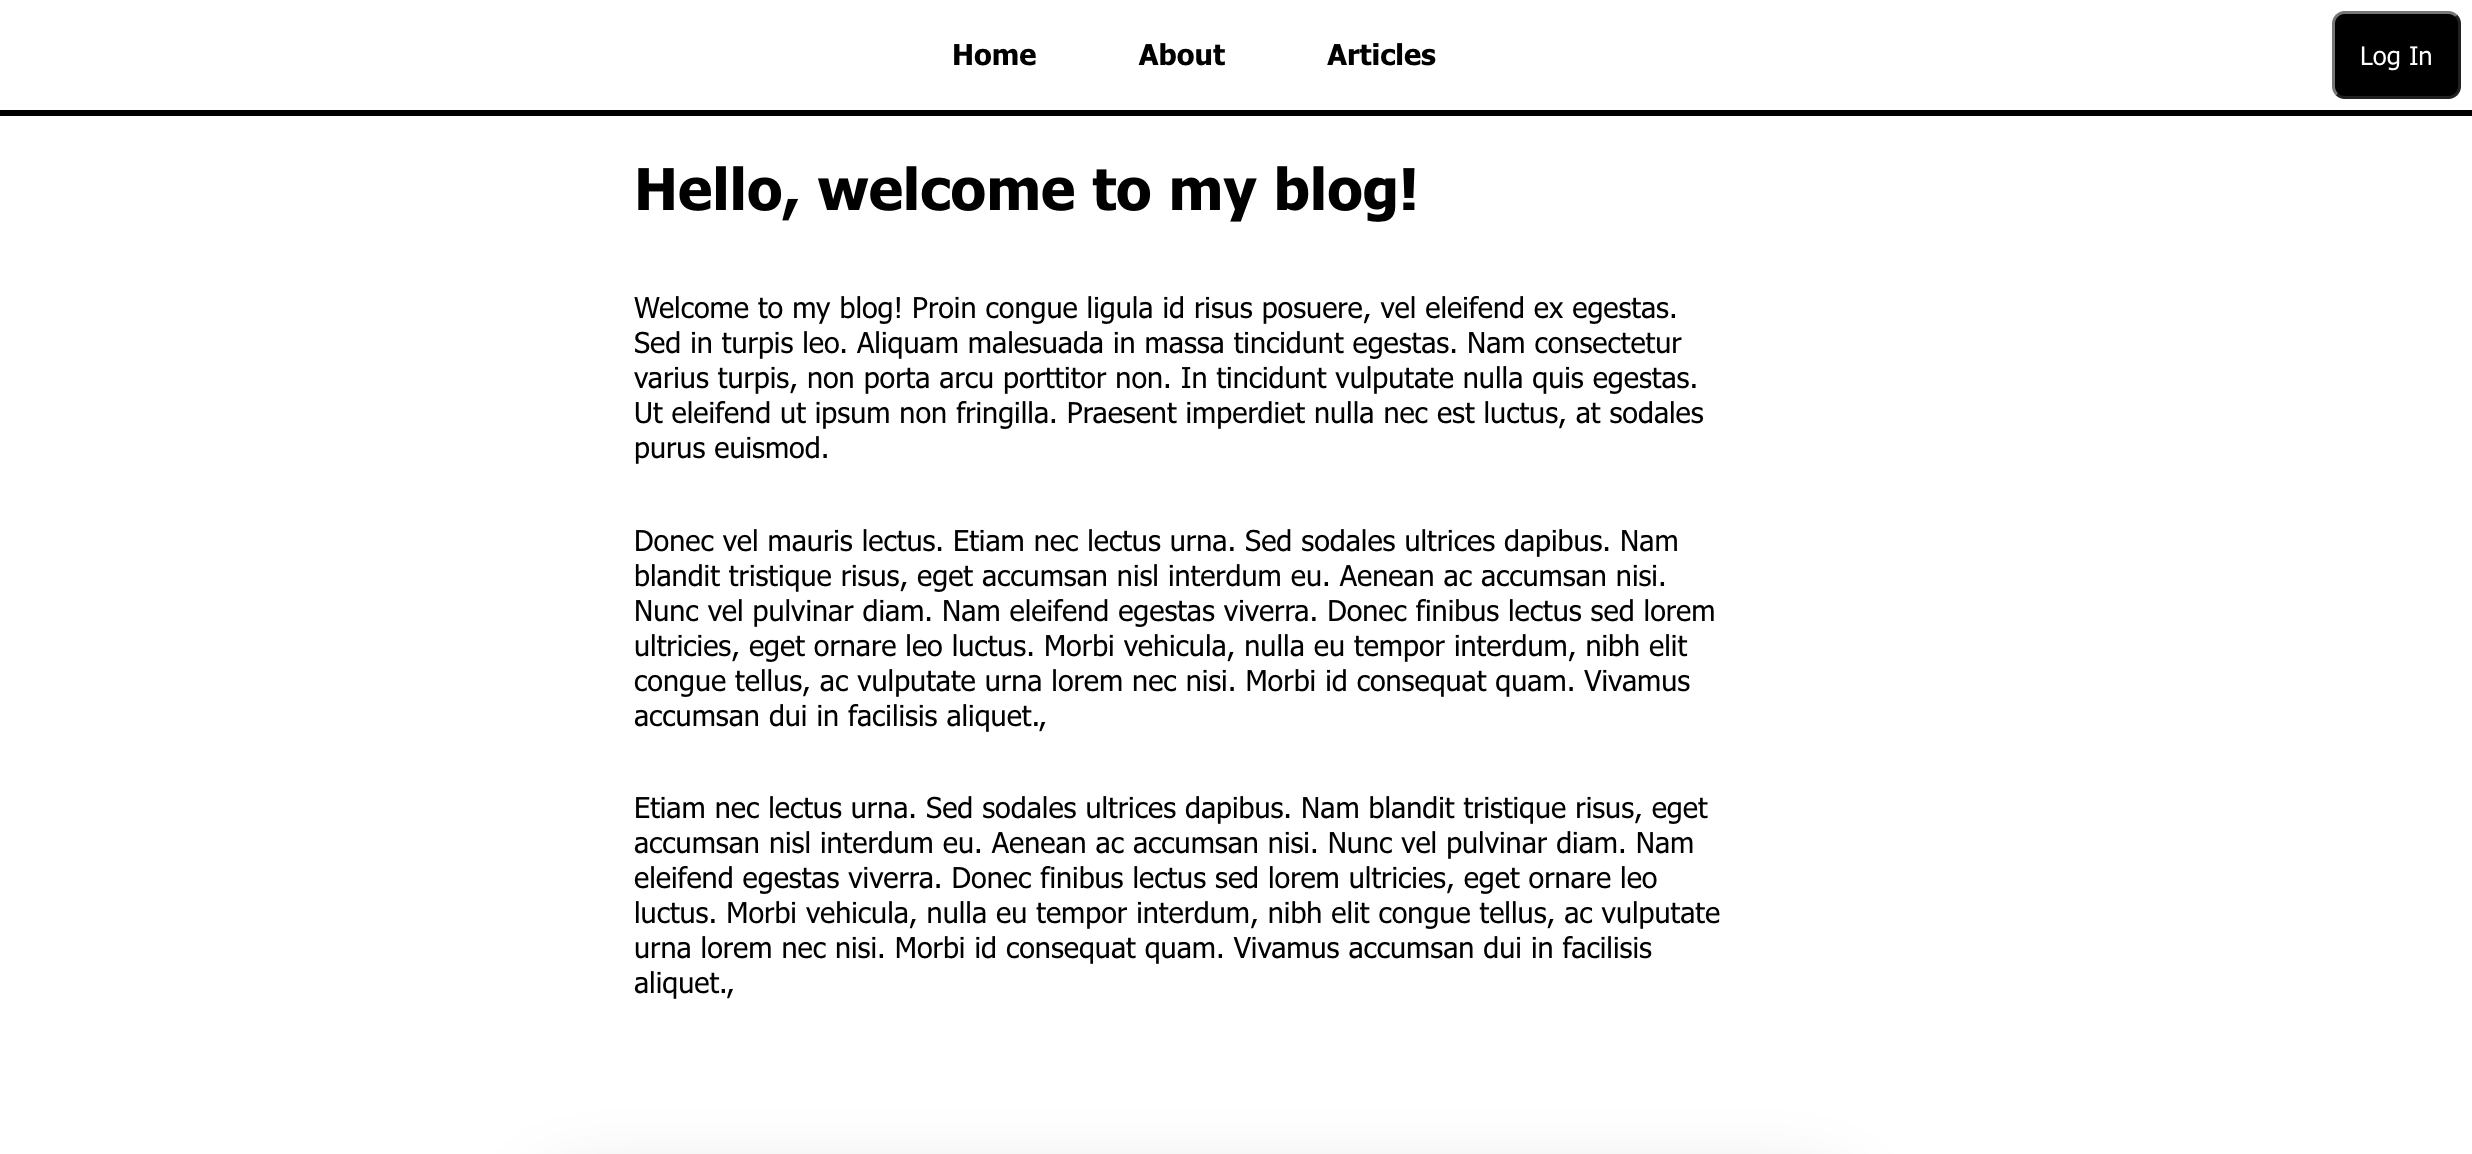 Home About Articles Log In
Hello, welcome to my blog!
Welcome to my blog! Proin congue ligula id risus posuere, vel eleifend ex egestas.
Sed in turpis leo. Aliquam malesuada in massa tincidunt egestas. Nam consectetur
varius turpis, non porta arcu porttitor non. In tincidunt vulputate nulla quis egestas.
Ut eleifend ut ipsum non fringilla. Praesent imperdiet nulla nec est luctus, at sodales
purus euismod.
Donec vel mauris lectus. Etiam nec lectus urna. Sed sodales ultrices dapibus. Nam
blandit tristique risus, eget accumsan nisl interdum eu. Aenean ac accumsan nisi.
Nunc vel pulvinar diam. Nam eleifend egestas viverra. Donec finibus lectus sed lorem
ultricies, eget ornare leo luctus. Morbi vehicula, nulla eu tempor interdum, nibh elit
congue tellus, ac vulputate urna lorem nec nisi. Morbi id consequat quam. Vivamus
accumsan dui in facilisis aliquet.,
Etiam nec lectus urna. Sed sodales ultrices dapibus. Nam blandit tristique risus, eget
accumsan nisl interdum eu. Aenean ac accumsan nisi. Nunc vel pulvinar diam. Nam
eleifend egestas viverra. Donec finibus lectus sed lorem ultricies, eget ornare leo
luctus. Morbi vehicula, nulla eu tempor interdum, nibh elit congue tellus, ac vulputate
urna lorem nec nisi. Morbi id consequat quam. Vivamus accumsan dui in facilisis
aliquet.,